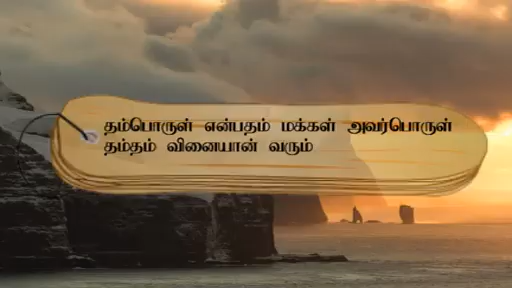 தம்பொருள் என்பதம் மக்கள் அவர்பொருள்
தம்தம் வினையான் வரும்